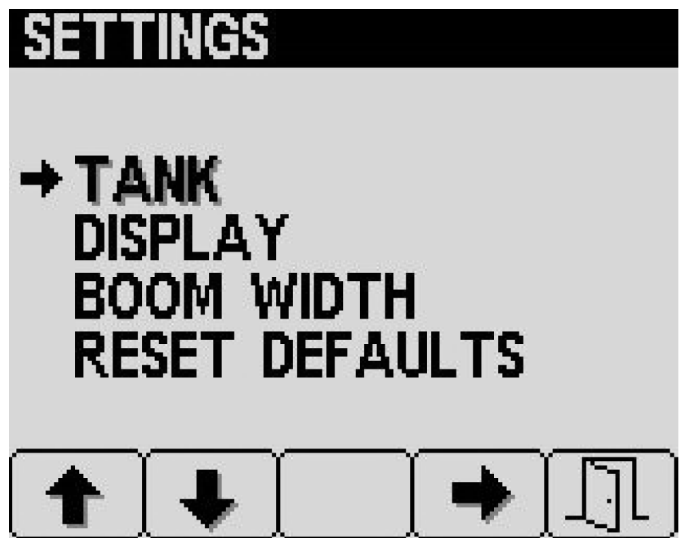 SETTINGS
TANK
DISPLAY
BOOM WIDTH
RESET DEFAULTS